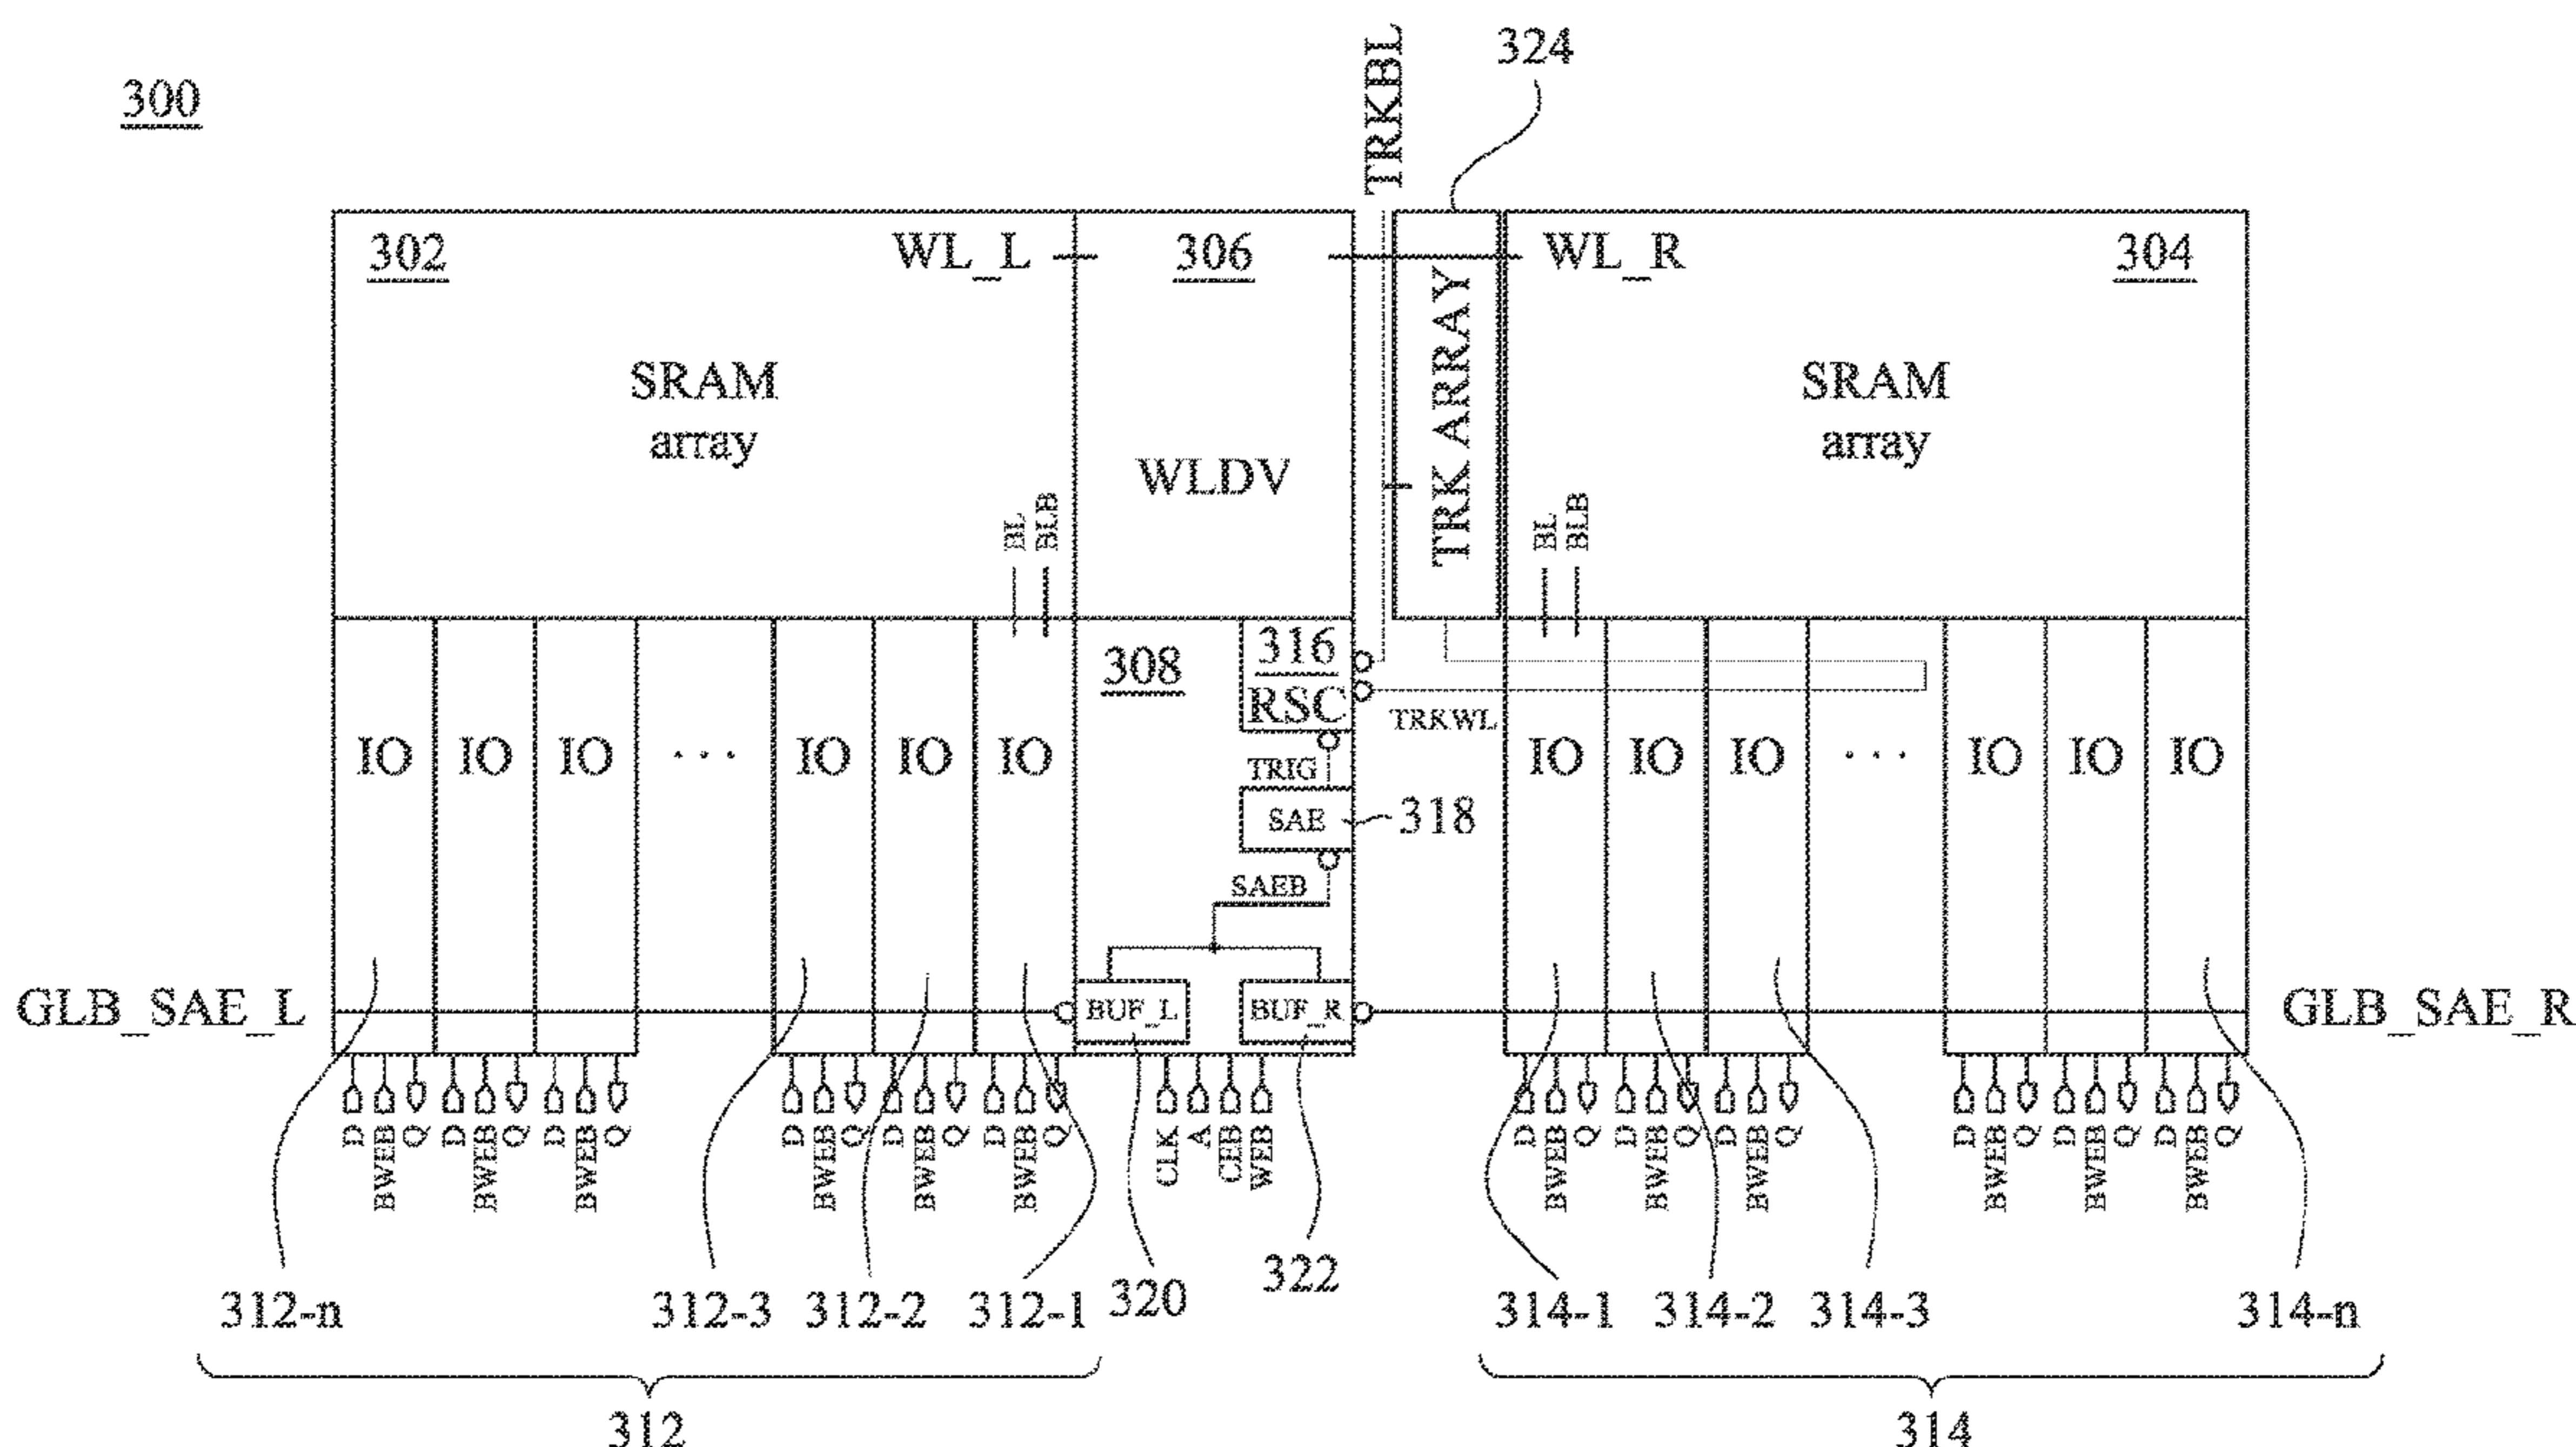 324
TRKBL
300
302
WL_L
306
WL_R
304
SRAM
array
WLDV
TRK ARRAY
SRAM
array
BL
BLB
BL
BLB
308
316
RSC
TRKWL
IO IO IO ... IO IO IO
IO IO IO ... IO IO IO
TRIG
SAE
318
SAEB
GLB_SAE_L
BUF_L
BUF_R
GLB_SAE_R
D BWEB Q D BWEB Q D BWEB Q
D BWEB Q D BWEB Q D BWEB Q
CLK A CEB WEB
D BWEB Q D BWEB Q D BWEB Q
D BWEB Q D BWEB Q D BWEB Q
312-n 312-3 312-2 312-1 320 322 314-1 314-2 314-3 314-n
312
314